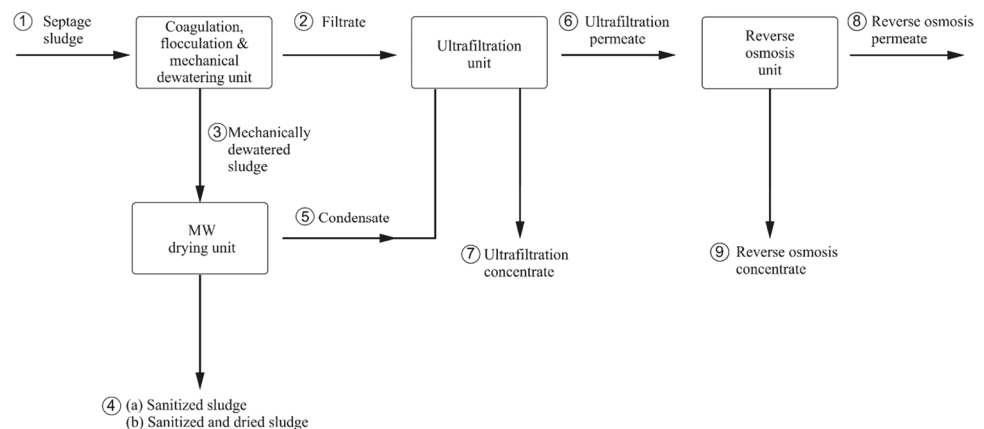 ① Septage
sludge
Coagulation,
flocculation &
mechanical
dewatering unit
② Filtrate
Ultrafiltration
unit
⑥ Ultrafiltration
permeate
Reverse
osmosis
unit
⑧ Reverse osmosis
permeate
③ Mechanically
dewatered
sludge
MW
drying unit
⑤ Condensate
⑦ Ultrafiltration
concentrate
⑨ Reverse osmosis
concentrate
④ (a) Sanitized sludge
(b) Sanitized and dried sludge